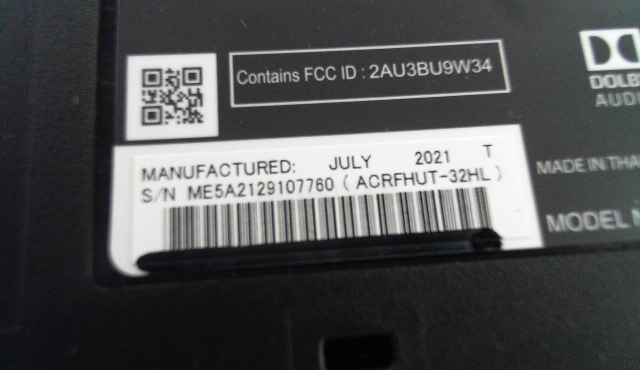 Contains FCC ID : 2AU3BU9W34
DOLB
AUDI
MANUFACTURED: JULY 2021 T
S/N ME5A2129107760 ( ACRFHUT-32HL )
MADE IN THA
MODEL N